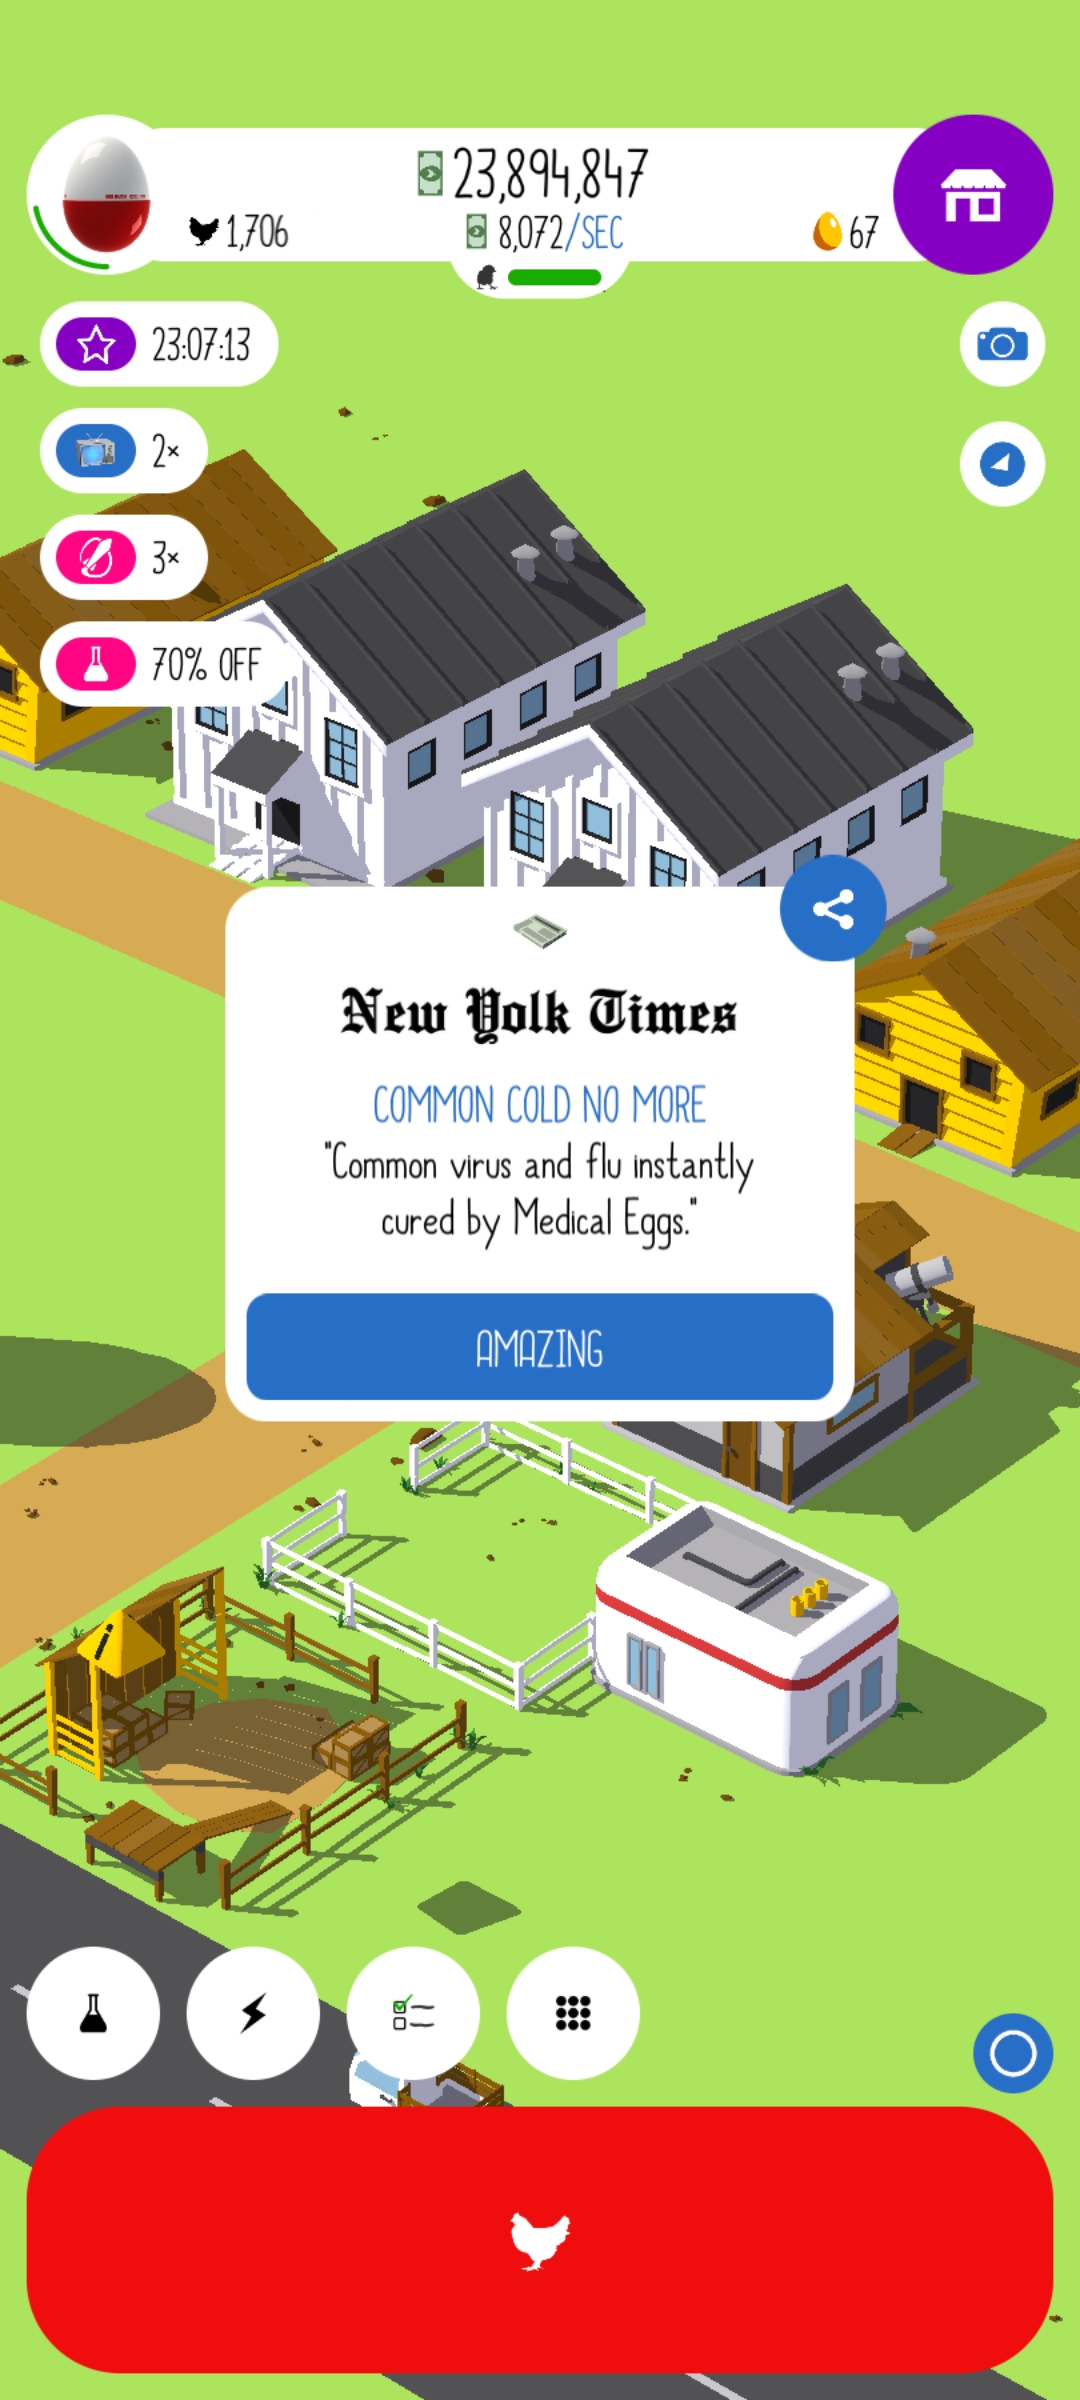 23,894,847
1,706
8,072/SEC
67
23:07:13
2×
3×
70% OFF
New Yolk Times
COMMON COLD NO MORE
"Common virus and flu instantly
cured by Medical Eggs."
AMAZING